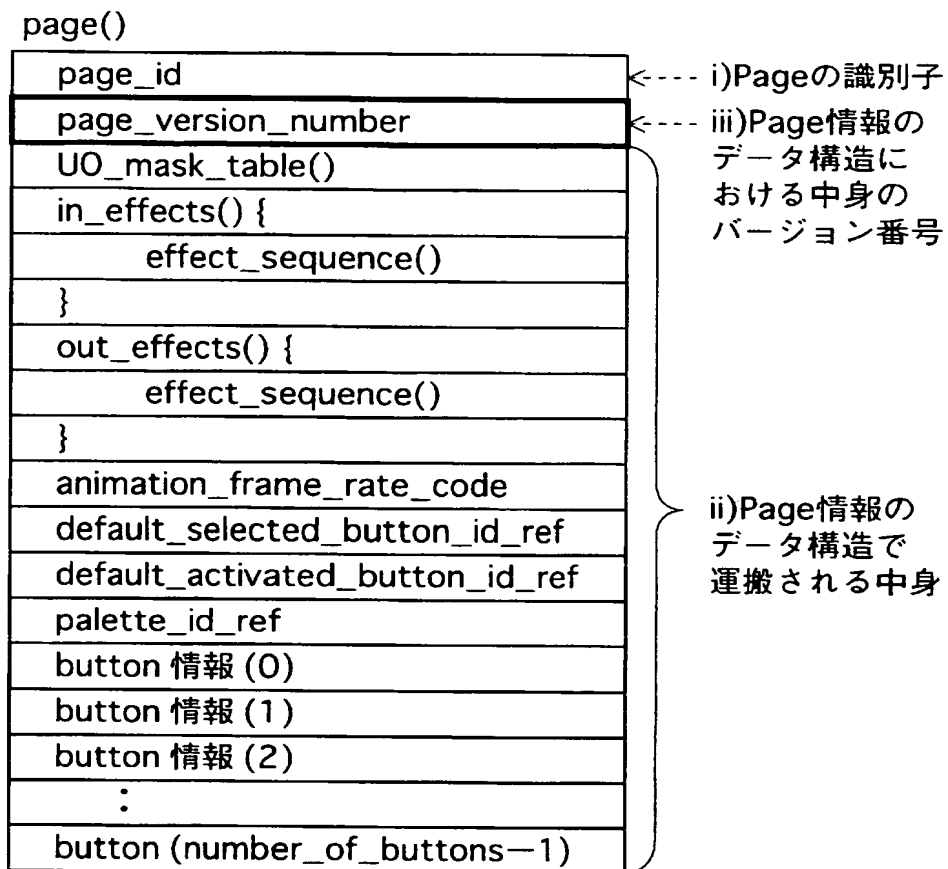 page()
page_id
page_version_number
UO_mask_table()
in_effects() {
effect_sequence()
}
out_effects() {
effect_sequence()
}
animation_frame_rate_code
default_selected_button_id_ref
default_activated_button_id_ref
palette_id_ref
button 情報 (0)
button 情報 (1)
button 情報 (2)
:
button (number_of_buttons−1)
i)Pageの識別子
iii)Page情報の
データ構造に
おける中身の
バージョン番号
ii)Page情報の
データ構造で
運搬される中身